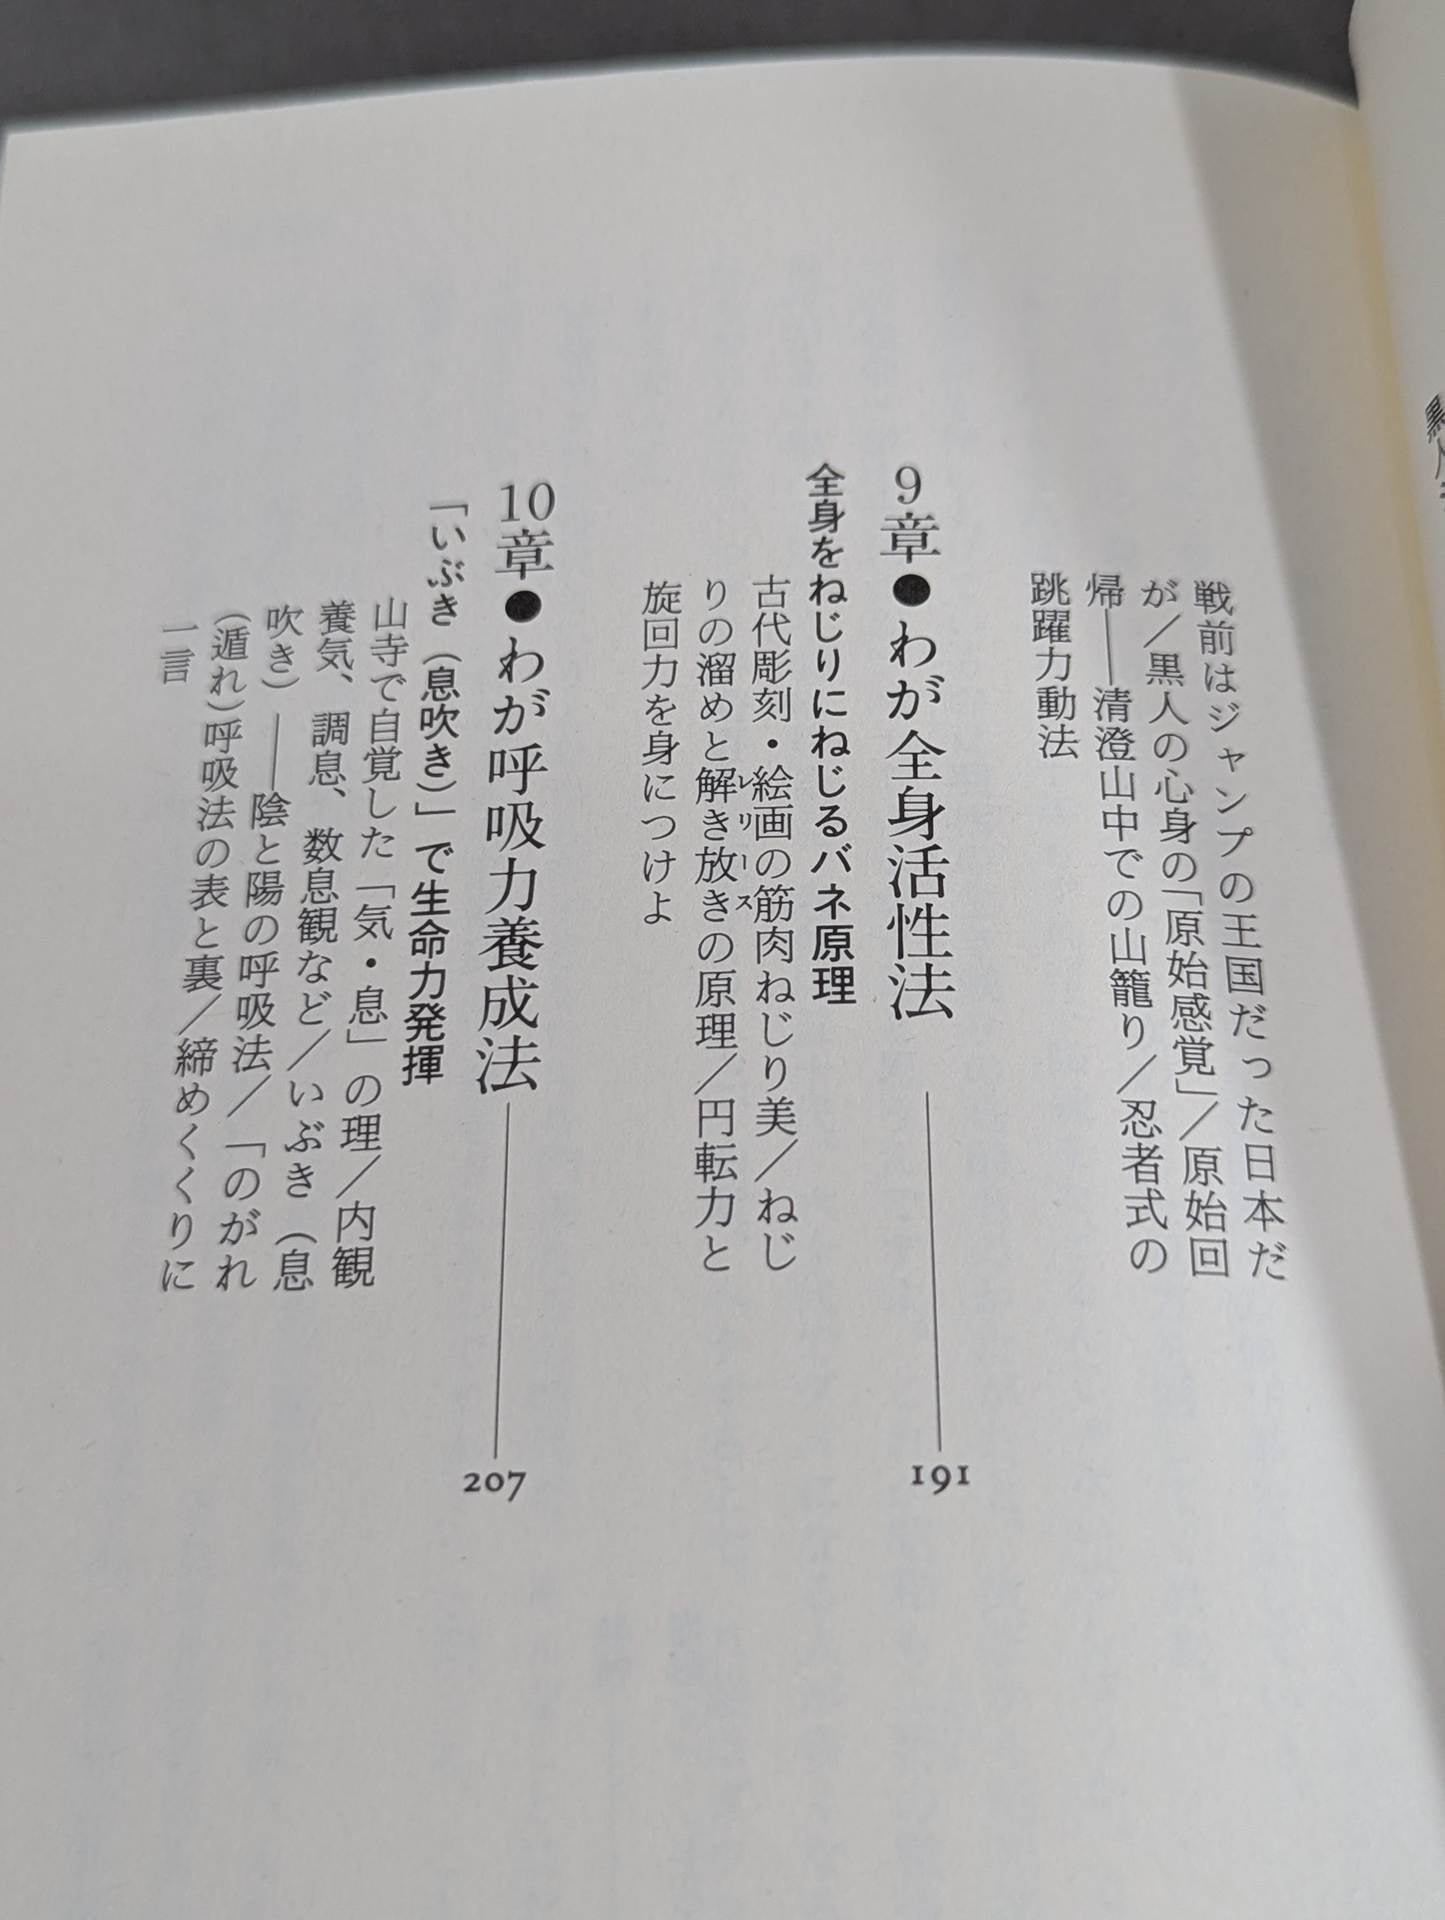 戦前はジャンプの王国だった日本だ
が／黒人の心身の「原始感覚」／原始回
帰――清澄山中での山籠り／忍者式の
跳躍力動法
9章●わが全身活性法 191
全身をねじりにねじるバネ原理
古代彫刻・絵画の筋肉ねじり美／ねじ
りの溜めと解き放きの原理／円転力と
レリース
旋回力を身につけよ
10章●わが呼吸力養成法 207
「いぶき（息吹き）」で生命力発揮
山寺で自覚した「気・息」の理／内観
養気、調息、数息観など／いぶき（息
吹き）――陰と陽の呼吸法／「のがれ
（遁れ）呼吸法の表と裏／締めくくりに
一言